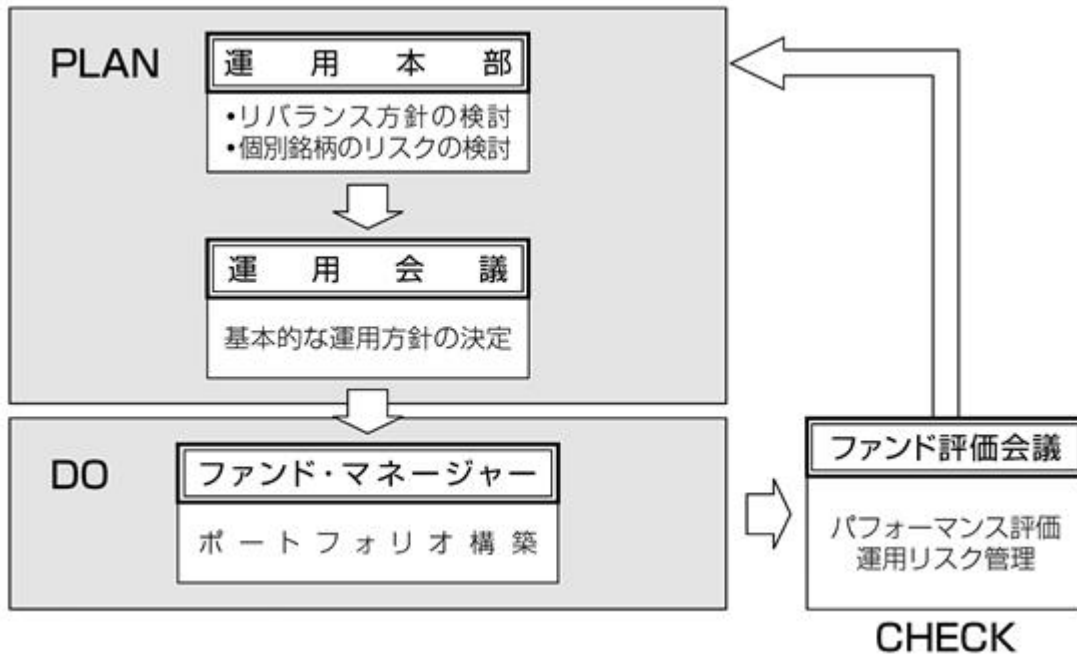 PLAN
運用本部
•リバランス方針の検討
•個別銘柄のリスクの検討
運用会議
基本的な運用方針の決定
DO
ファンド・マネージャー
ポートフォリオ構築
ファンド評価会議
パフォーマンス評価
運用リスク管理
CHECK